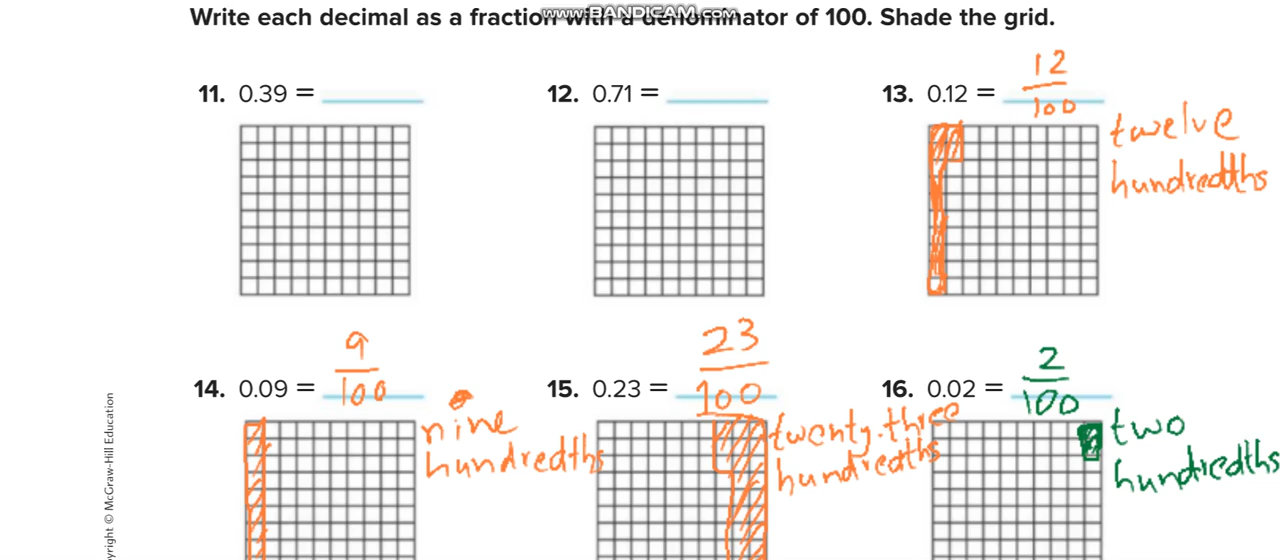 Write each decimal as a fraction with a denominator of 100. Shade the grid.
www.BANDICAM.com
11. 0.39 =
12. 0.71 =
13. 0.12 = 12/100
twelve
hundredths
14. 0.09 = 9/100
nine
hundredths
15. 0.23 = 23/100
twenty-three
hundredths
16. 0.02 = 2/100
two
hundredths
yright © McGraw-Hill Education